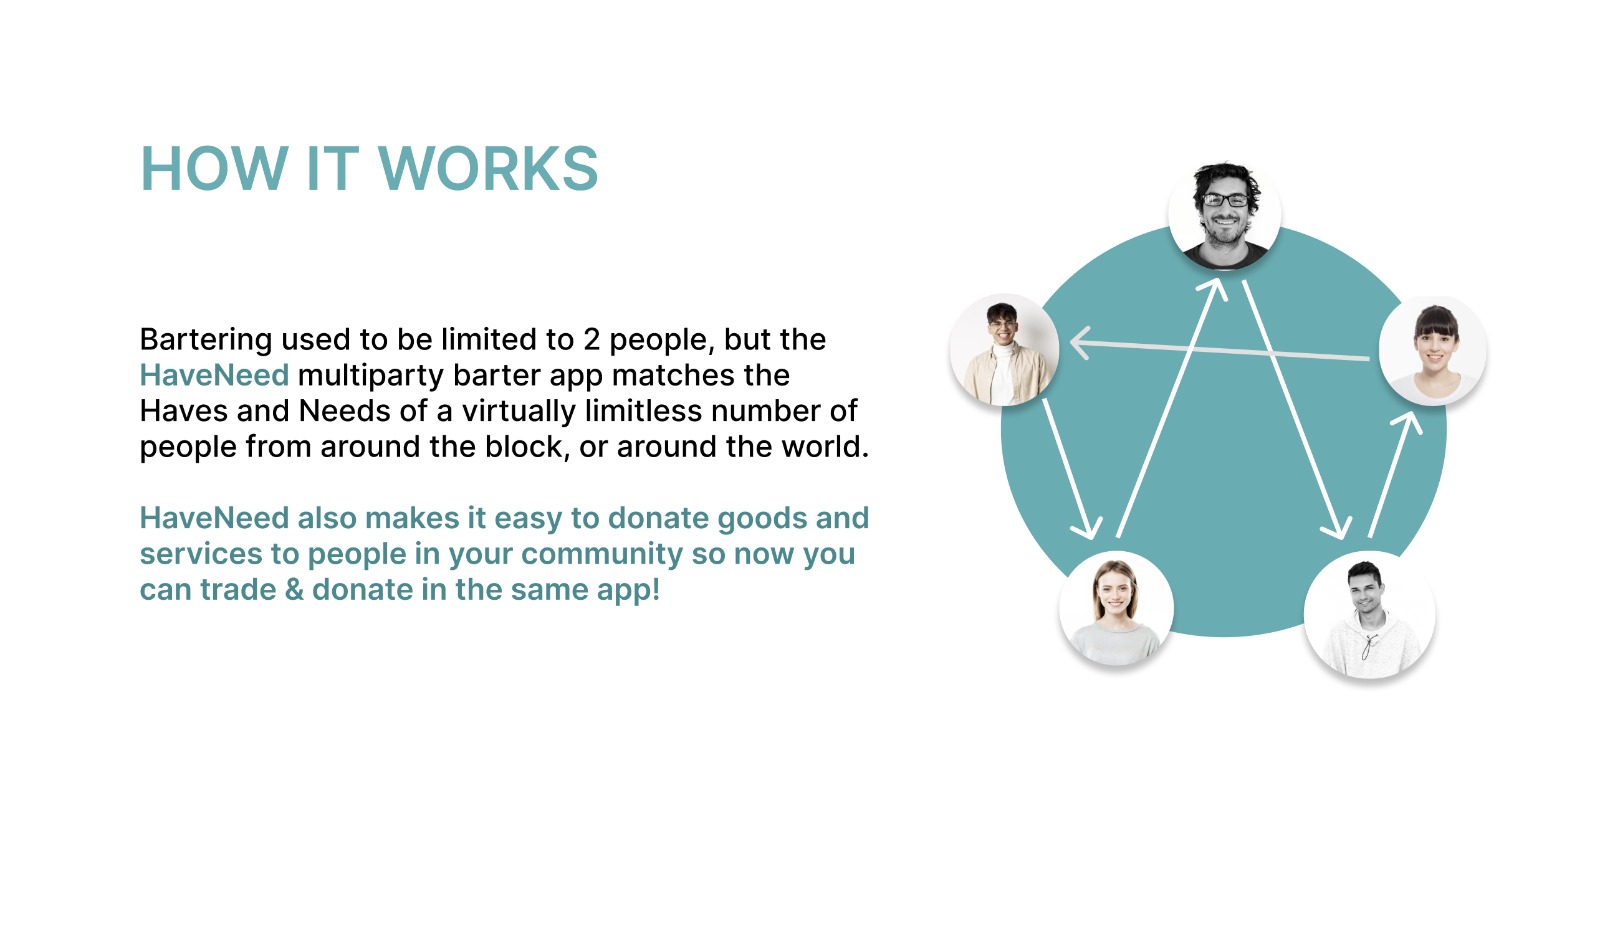 HOW IT WORKS
Bartering used to be limited to 2 people, but the
HaveNeed multiparty barter app matches the
Haves and Needs of a virtually limitless number of
people from around the block, or around the world.
HaveNeed also makes it easy to donate goods and
services to people in your community so now you
can trade & donate in the same app!